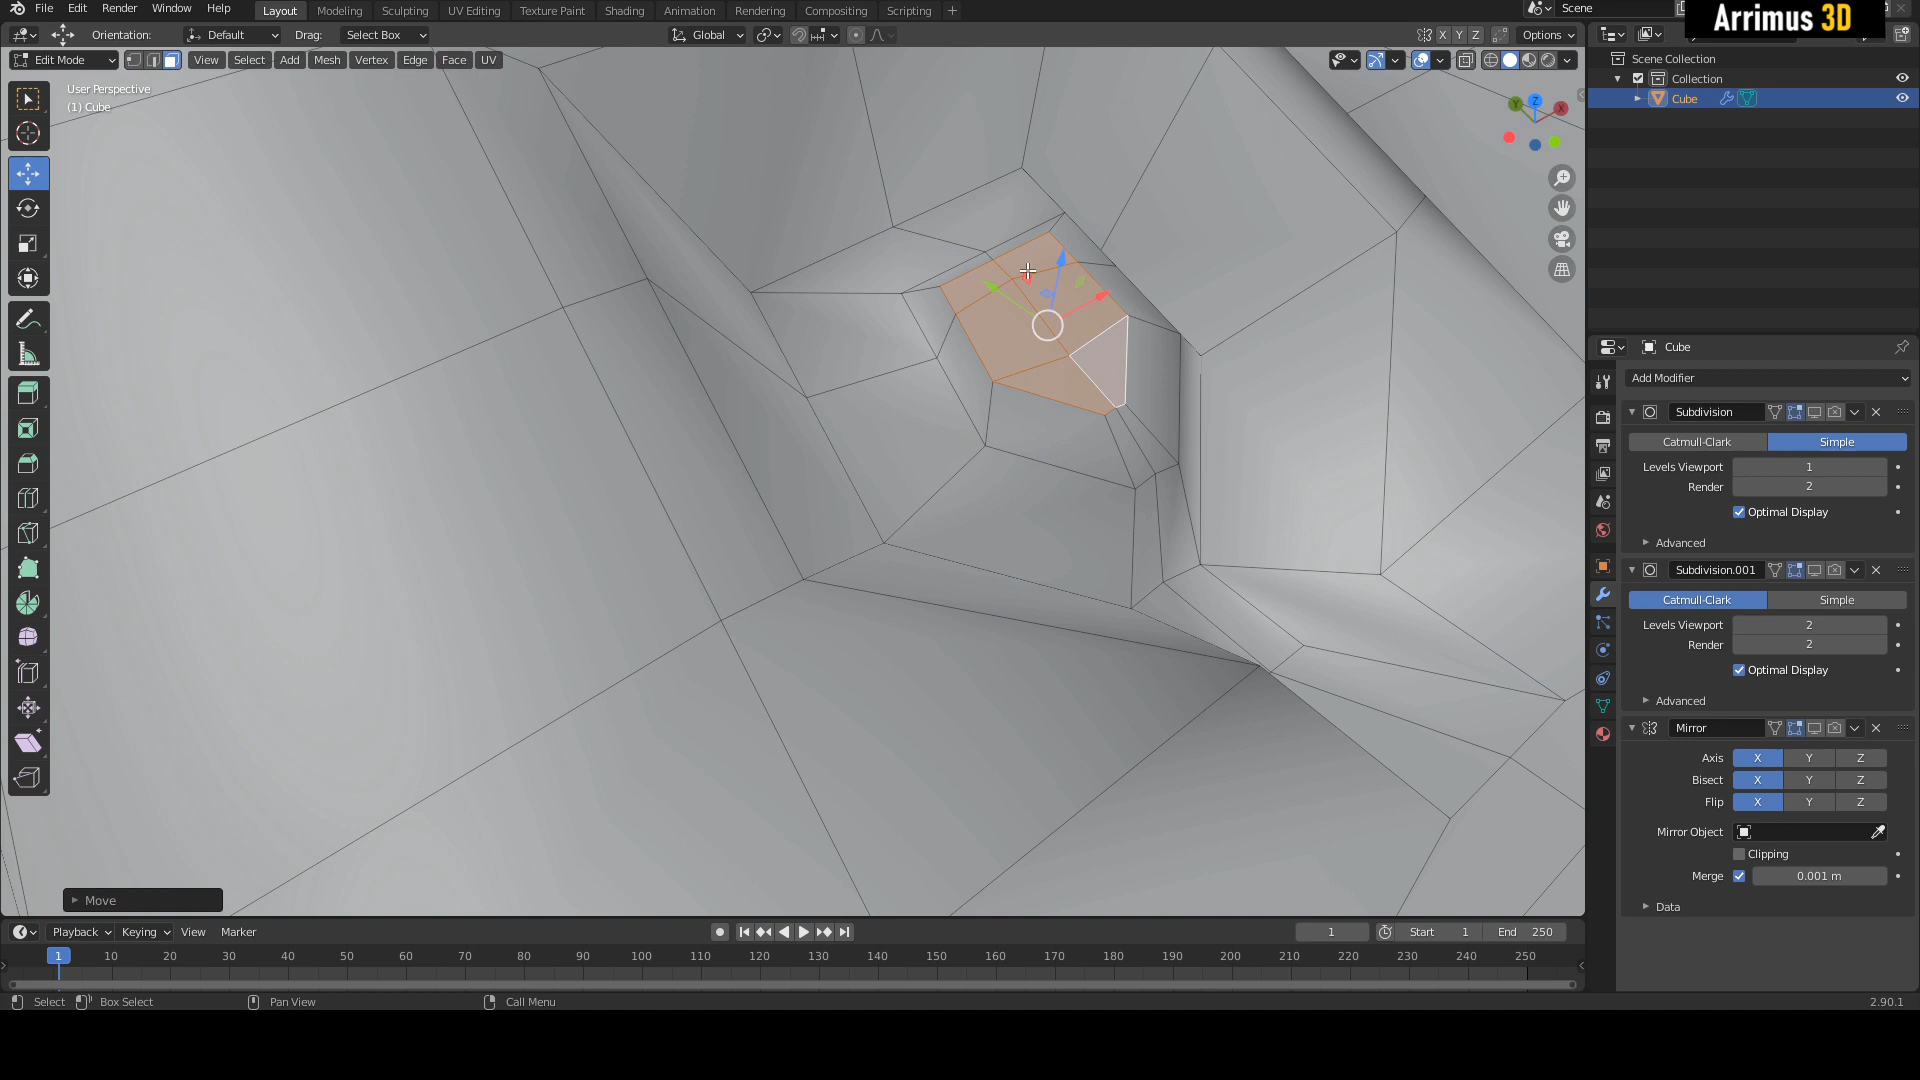 File Edit Render Window Help Layout Modeling Sculpting UV Editing Texture Paint Shading Animation Rendering Compositing Scripting + Scene
Arrimus 3D
Orientation: Default Drag: Select Box Global X Y Z Options
Edit Mode View Select Add Mesh Vertex Edge Face UV
User Perspective
(1) Cube
Z
Y
X
Move
Scene Collection
Collection
Cube
Cube
Add Modifier
Subdivision
Catmull-Clark Simple
Levels Viewport 1
Render 2
Optimal Display
Advanced
Subdivision.001
Catmull-Clark Simple
Levels Viewport 2
Render 2
Optimal Display
Advanced
Mirror
Axis X Y Z
Bisect X Y Z
Flip X Y Z
Mirror Object
Clipping
Merge 0.001 m
Data
Playback Keying View Marker 1 Start 1 End 250
1 10 20 30 40 50 60 70 80 90 100 110 120 130 140 150 160 170 180 190 200 210 220 230 240 250
Select Box Select Pan View Call Menu 2.90.1